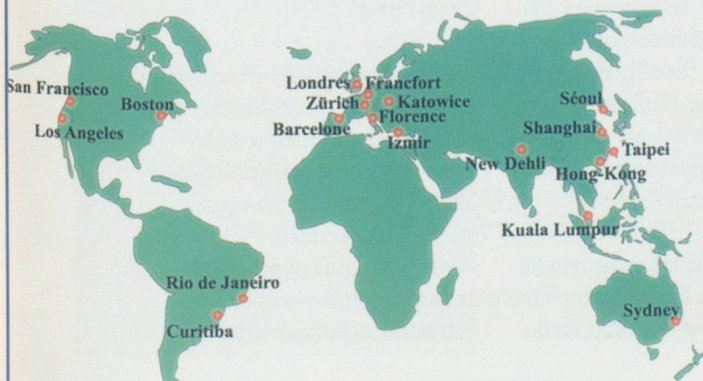 San Francisco
Boston
Los Angeles
Londres
Francfort
Zürich
Katowice
Barcelone
Florence
Izmir
Séoul
Shanghai
Taipei
New Dehli
Hong-Kong
Kuala Lumpur
Rio de Janeiro
Curitiba
Sydney